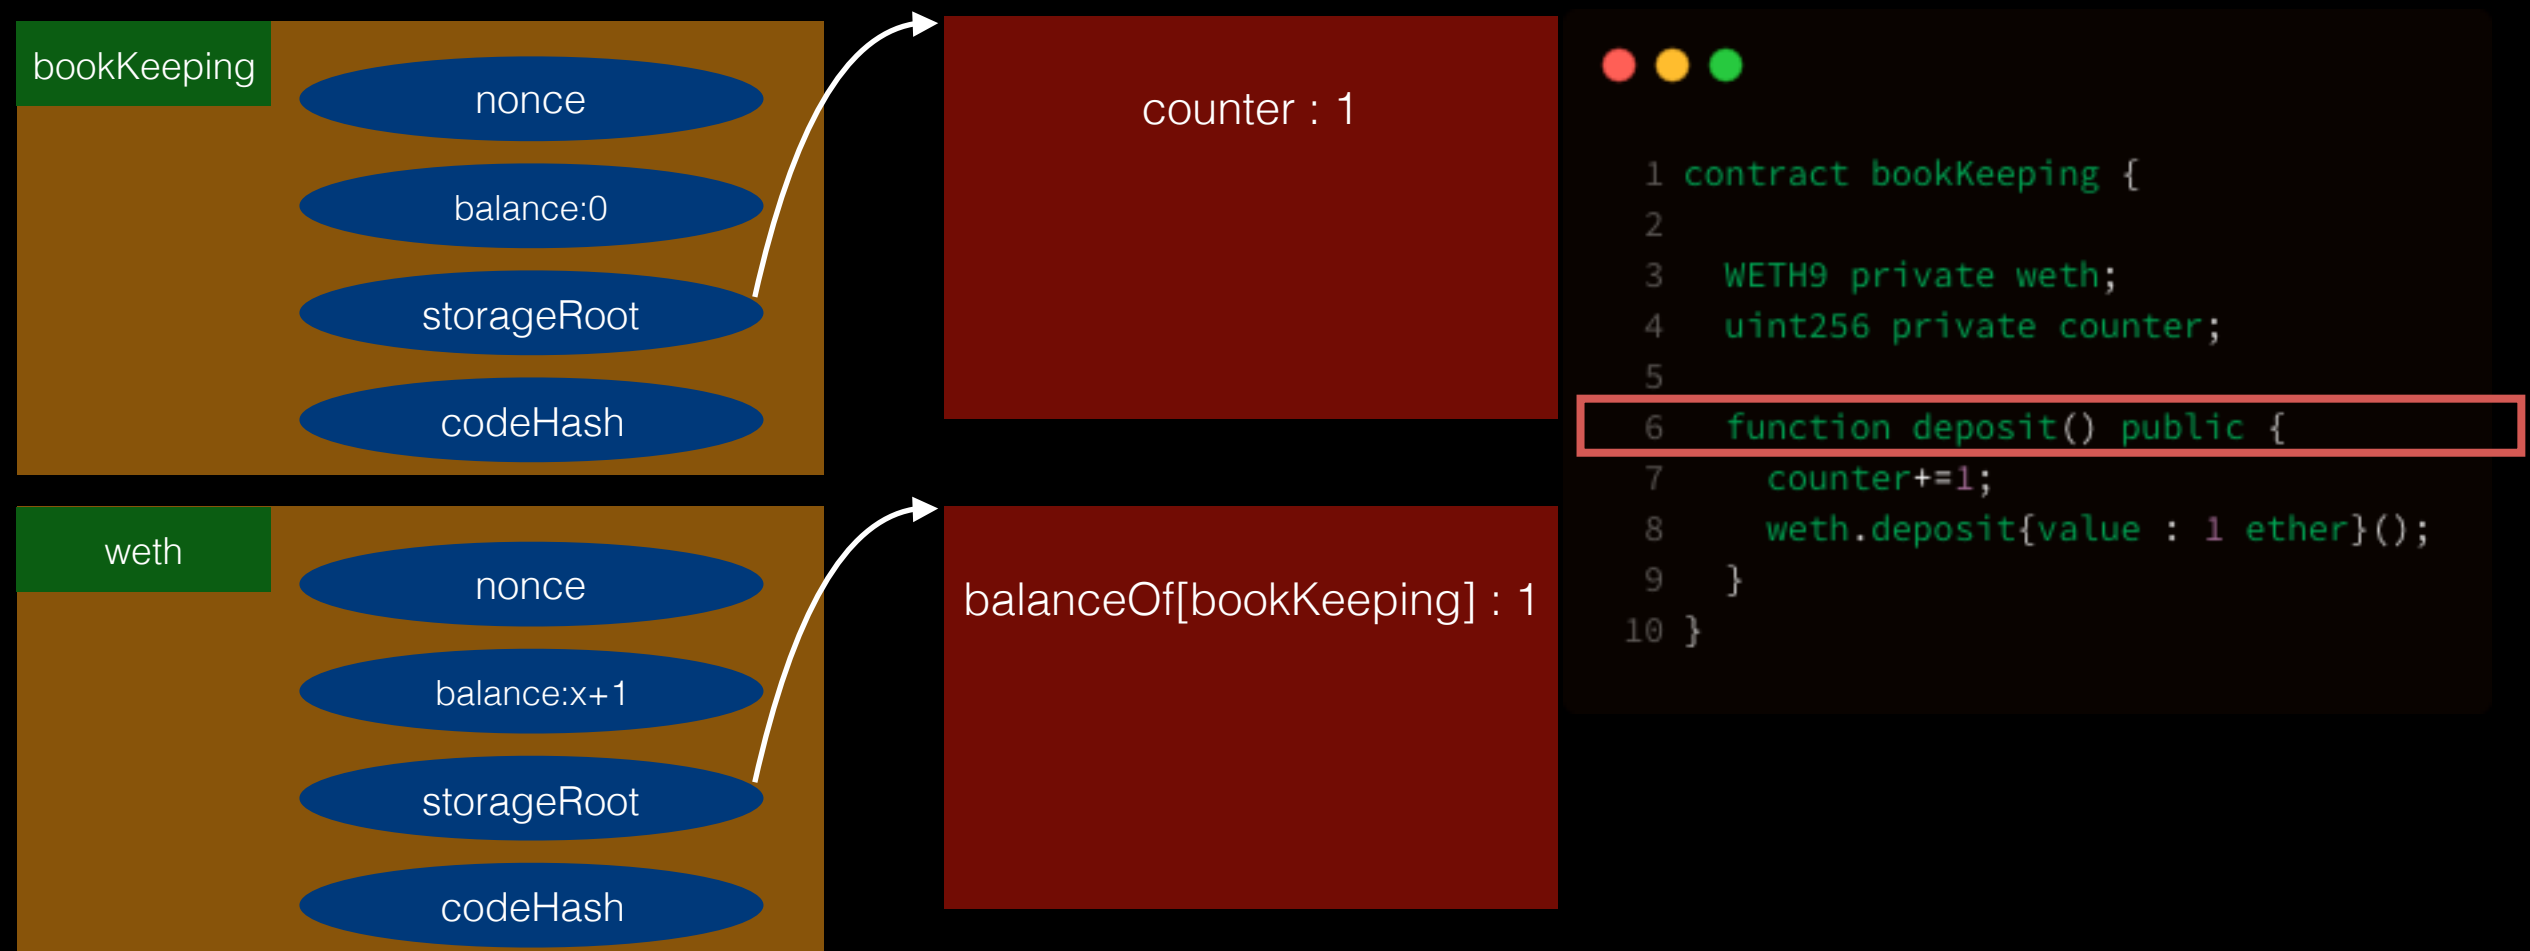 bookKeeping
nonce
balance:0
storageRoot
codeHash
counter : 1
weth
nonce
balance:x+1
storageRoot
codeHash
balanceOf[bookKeeping] : 1
1 contract bookKeeping {
2
3 WETH9 private weth;
4 uint256 private counter;
5
6 function deposit() public {
7 counter+=1;
8 weth.deposit{value : 1 ether}();
9 }
10 }